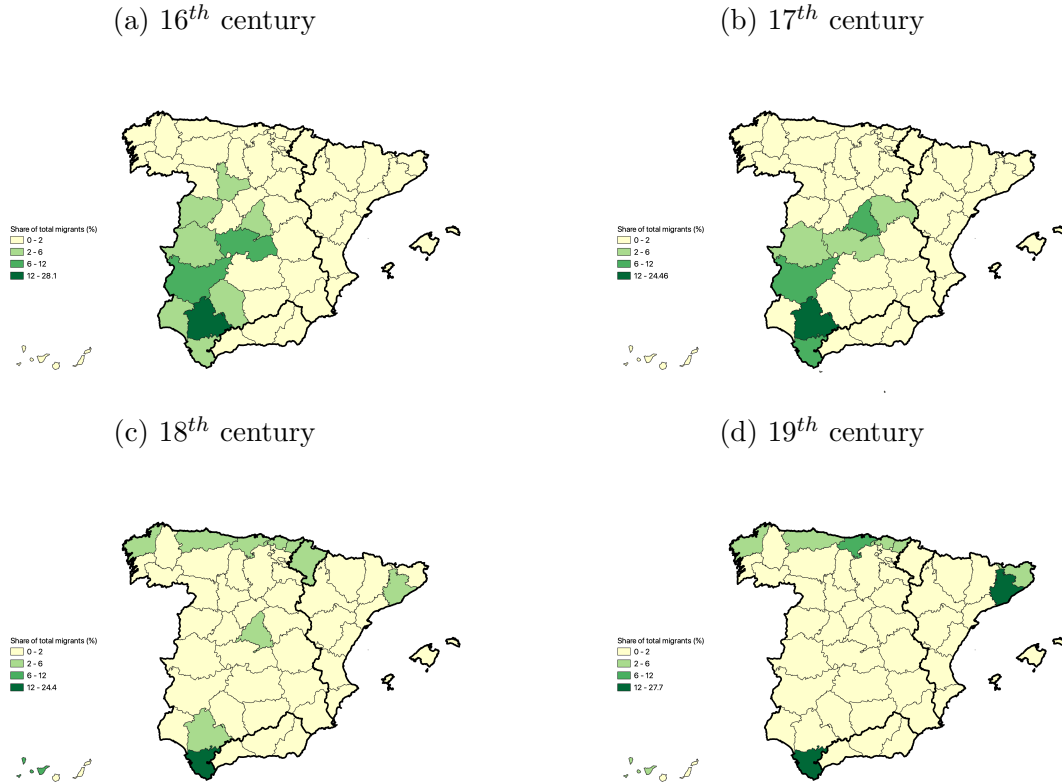 (a) 16th century
(b) 17th century
Share of total migrants (%)
0 - 2
2 - 6
6 - 12
12 - 28.1
Share of total migrants (%)
0 - 2
2 - 6
6 - 12
12 - 24.46
(c) 18th century
(d) 19th century
Share of total migrants (%)
0 - 2
2 - 6
6 - 12
12 - 24.4
Share of total migrants (%)
0 - 2
2 - 6
6 - 12
12 - 27.7